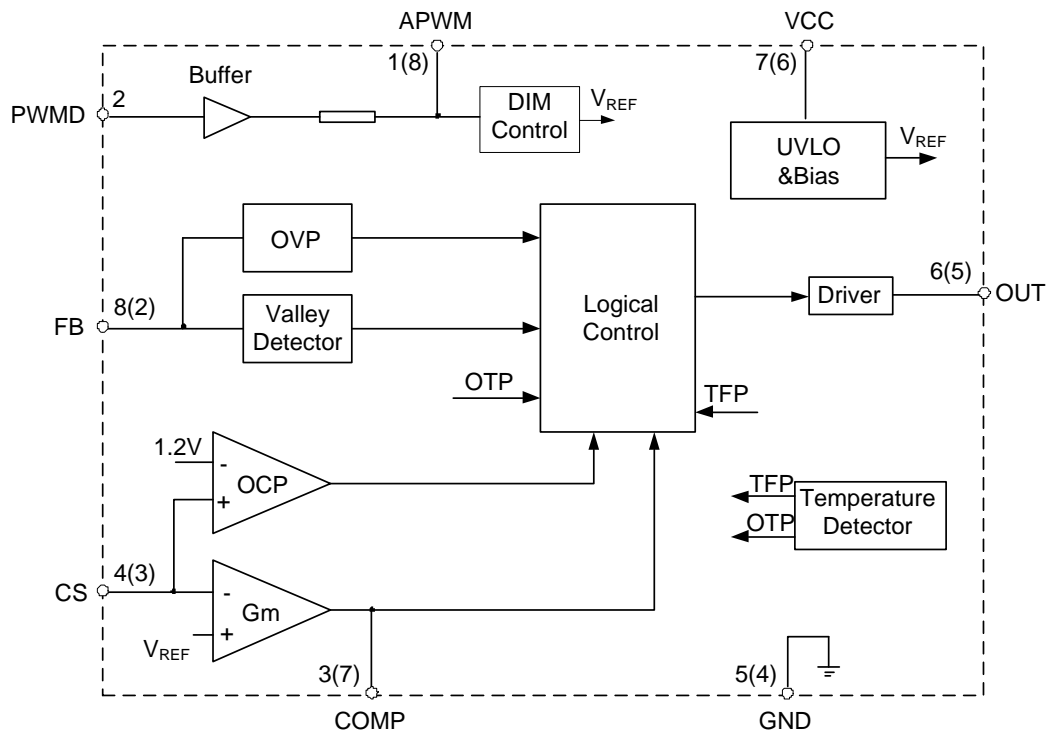 APWM
VCC
1(8)
7(6)
Buffer
PWMD
2
DIM
Control
VREF
UVLO
&Bias
VREF
OVP
8(2)
FB
Valley
Detector
Logical
Control
6(5)
Driver
OUT
OTP
TFP
1.2V
-
OCP
+
TFP
OTP
Temperature
Detector
4(3)
CS
-
Gm
+
VREF
3(7)
5(4)
COMP
GND